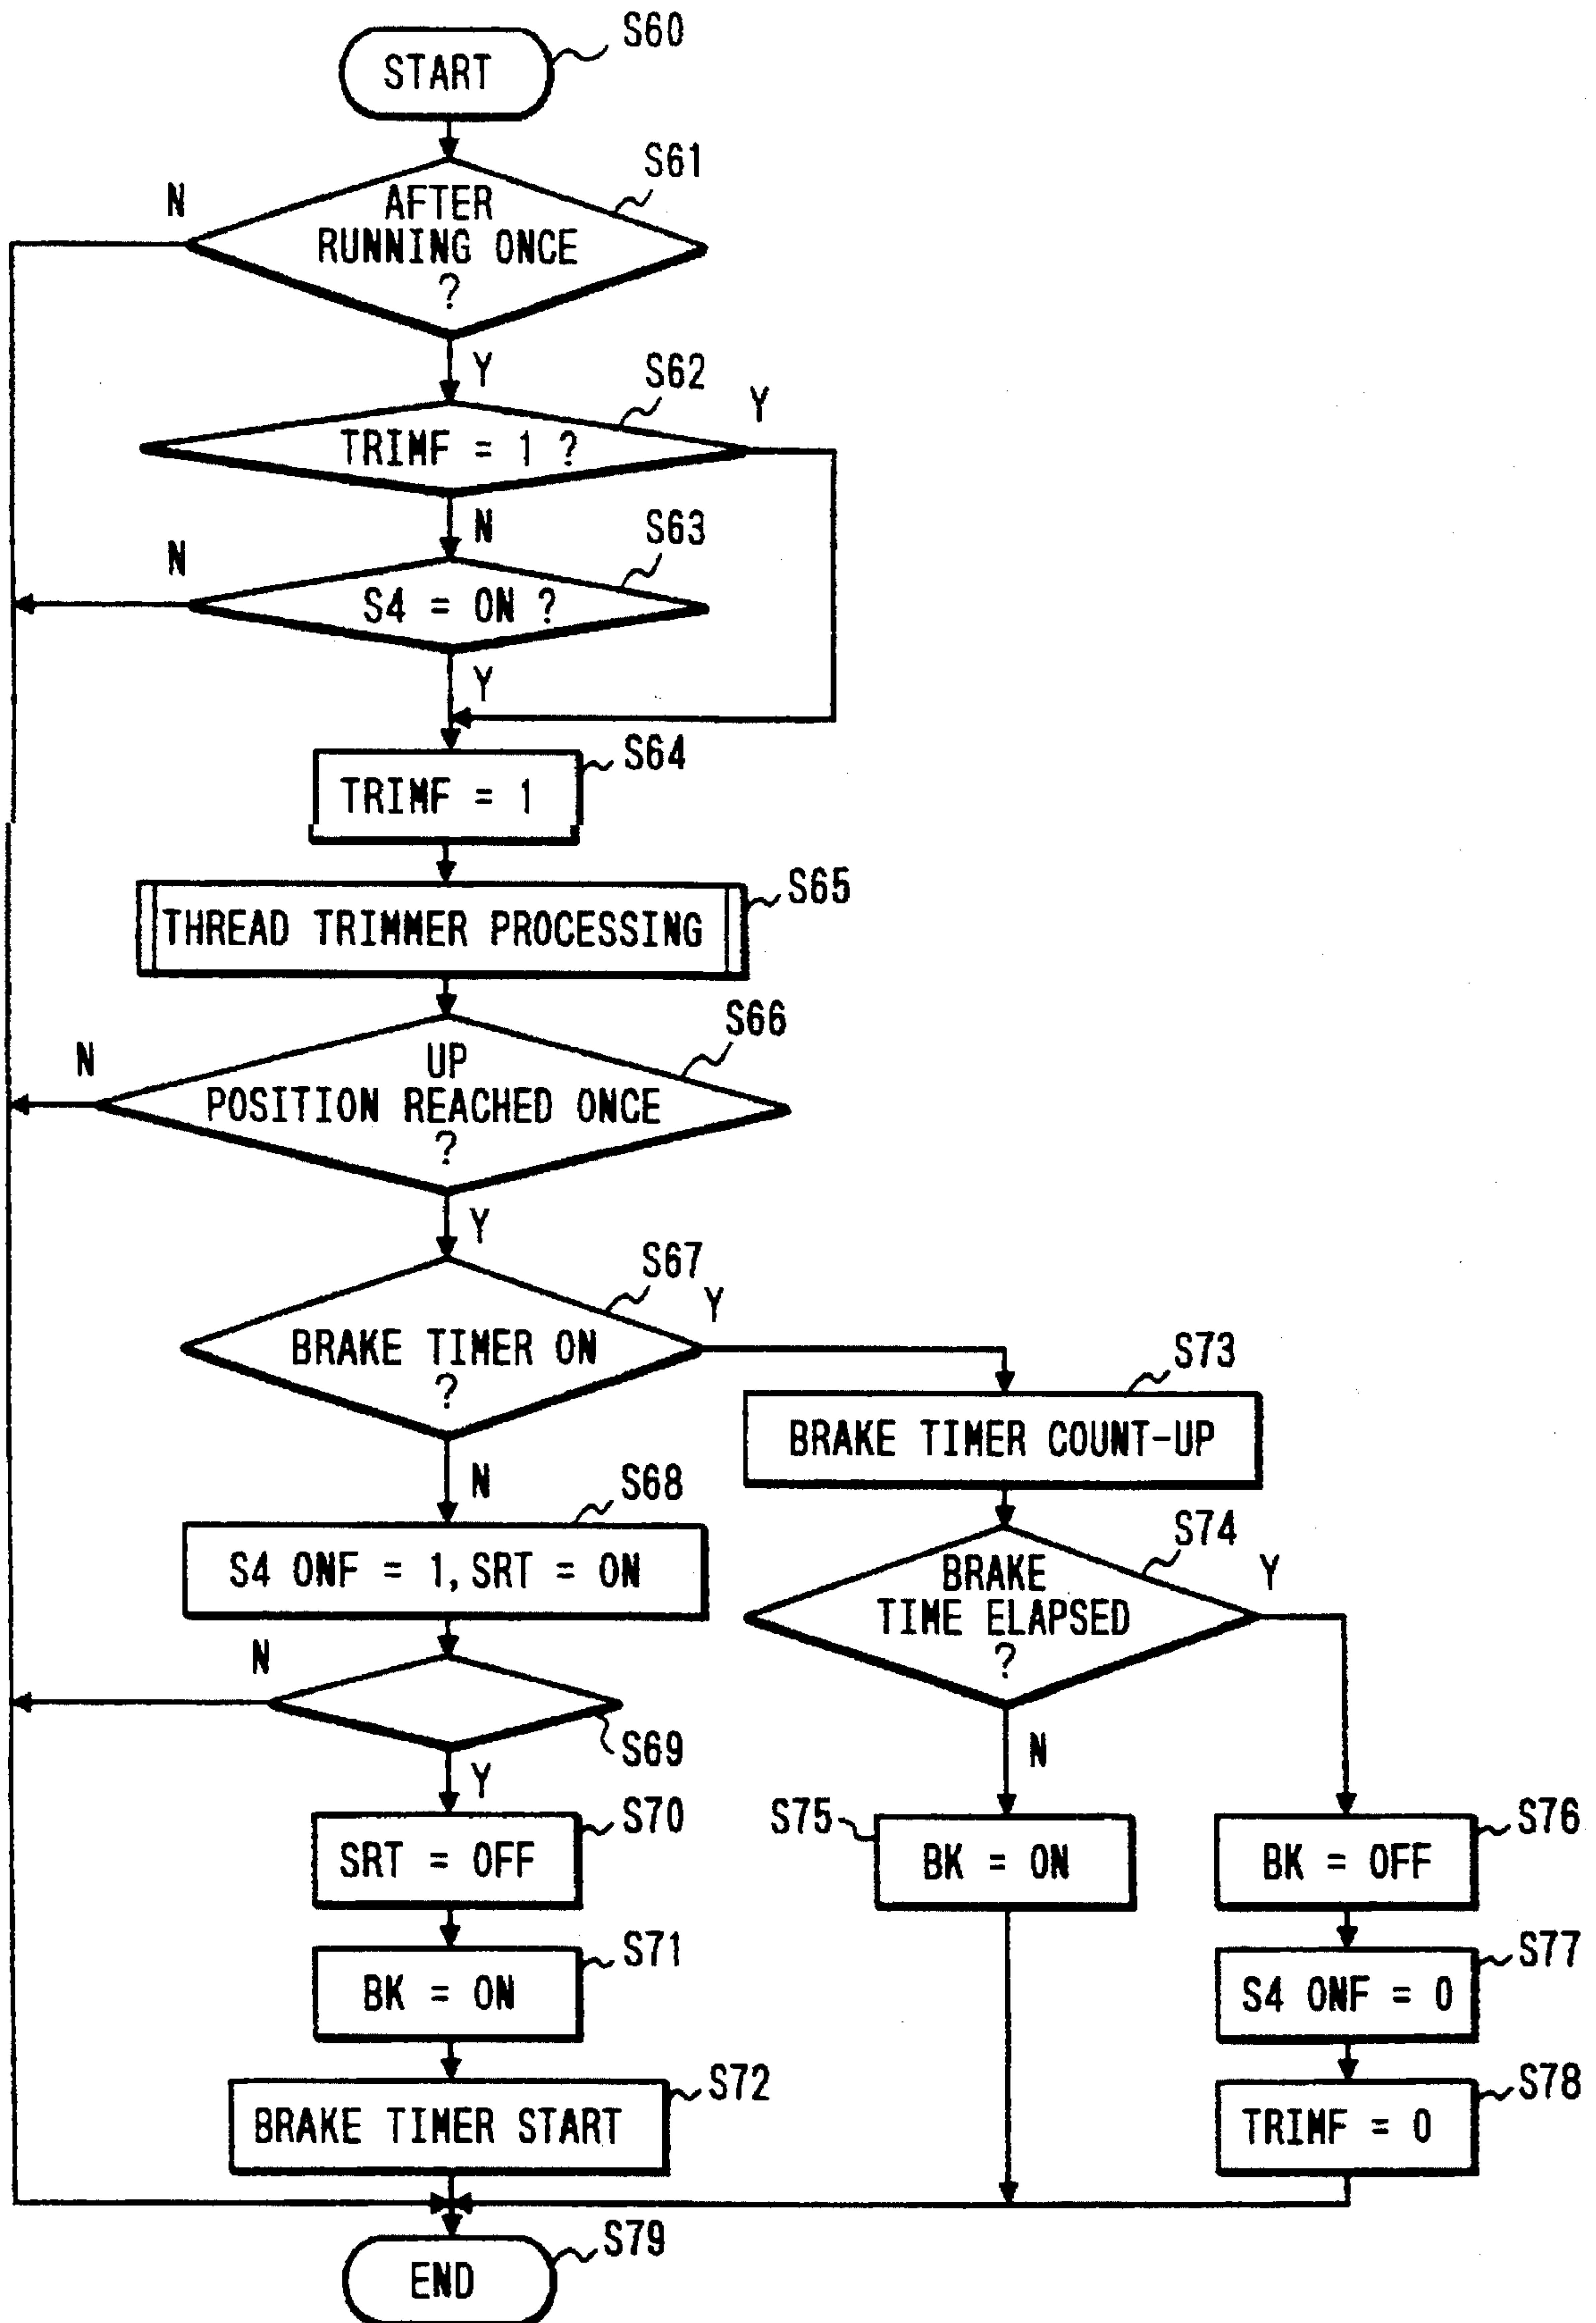 START
S60
AFTER
RUNNING ONCE
?
S61
N
Y
TRIMF = 1 ?
S62
Y
N
S4 = ON ?
S63
N
Y
TRIMF = 1
S64
THREAD TRIMMER PROCESSING
S65
UP
POSITION REACHED ONCE
?
S66
N
Y
BRAKE TIMER ON
?
S67
Y
N
S4 ONF = 1, SRT = ON
S68
N
S69
Y
SRT = OFF
S70
BK = ON
S71
BRAKE TIMER START
S72
BRAKE TIMER COUNT-UP
S73
BRAKE
TIME ELAPSED
?
S74
Y
N
BK = ON
S75
BK = OFF
S76
S4 ONF = 0
S77
TRIMF = 0
S78
END
S79